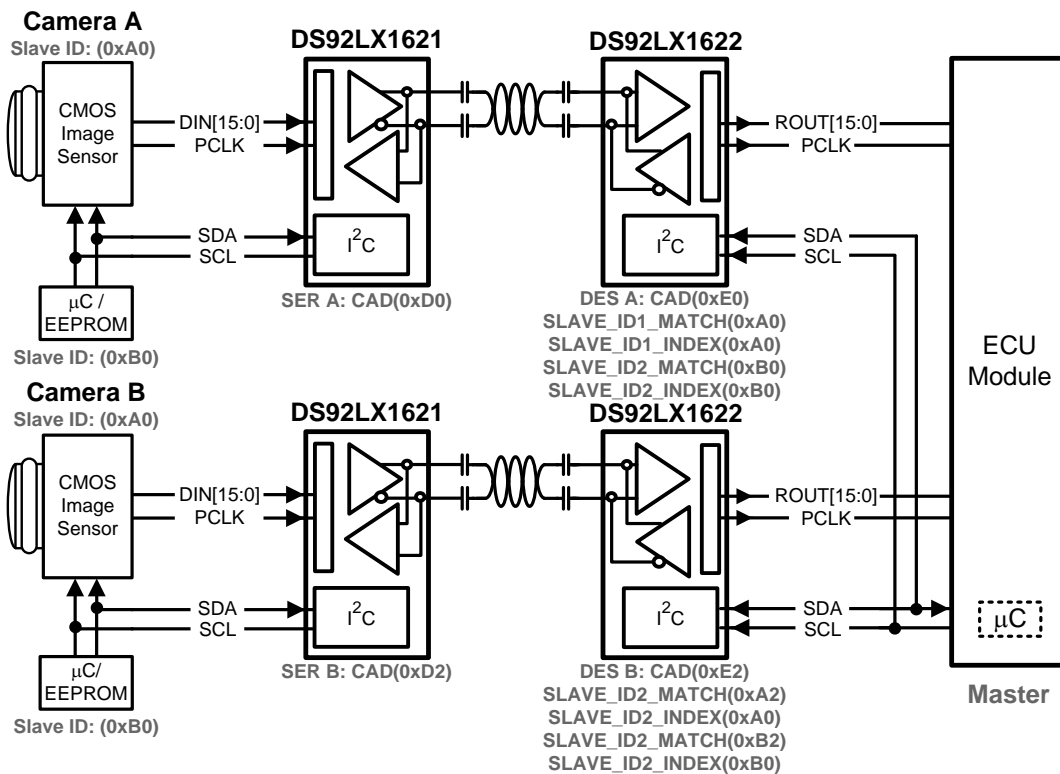 Camera A
Slave ID: (0xA0)
DS92LX1621
DS92LX1622
CMOS
Image
Sensor
DIN[15:0]
PCLK
ROUT[15:0]
PCLK
SDA
SCL
I2C
I2C
SDA
SCL
µC /
EEPROM
Slave ID: (0xB0)
SER A: CAD(0xD0)
DES A: CAD(0xE0)
SLAVE_ID1_MATCH(0xA0)
SLAVE_ID1_INDEX(0xA0)
SLAVE_ID2_MATCH(0xB0)
SLAVE_ID2_INDEX(0xB0)
ECU
Module
Camera B
Slave ID: (0xA0)
DS92LX1621
DS92LX1622
CMOS
Image
Sensor
DIN[15:0]
PCLK
ROUT[15:0]
PCLK
SDA
SCL
I2C
I2C
SDA
SCL
µC
µC/
EEPROM
Slave ID: (0xB0)
SER B: CAD(0xD2)
DES B: CAD(0xE2)
SLAVE_ID2_MATCH(0xA2)
SLAVE_ID2_INDEX(0xA0)
SLAVE_ID2_MATCH(0xB2)
SLAVE_ID2_INDEX(0xB0)
Master